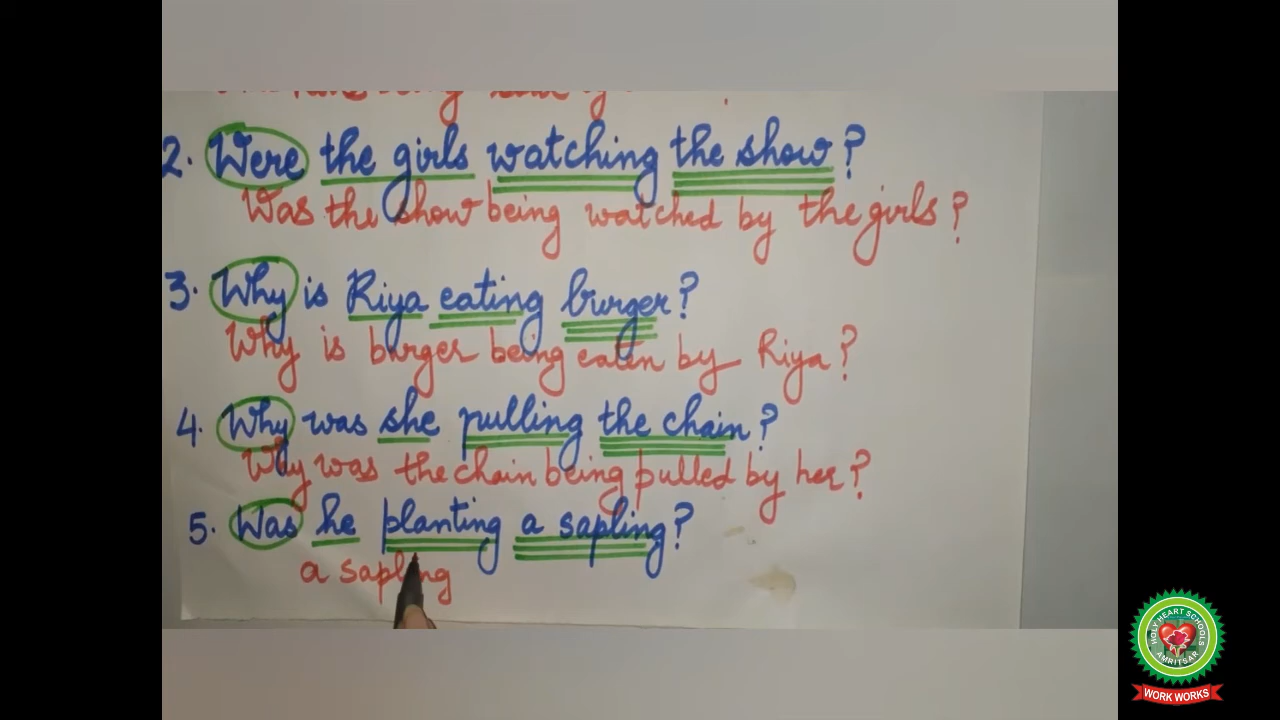 2. Were the girls watching the show?
Was the show being watched by the girls?
3. Why is Riya eating burger?
Why is burger being eaten by Riya?
4. Why was she pulling the chain?
Why was the chain being pulled by her?
5. Was he planting a sapling?
a sapling
HOLY HEART SCHOOLS
AMRITSAR
WORK WORKS